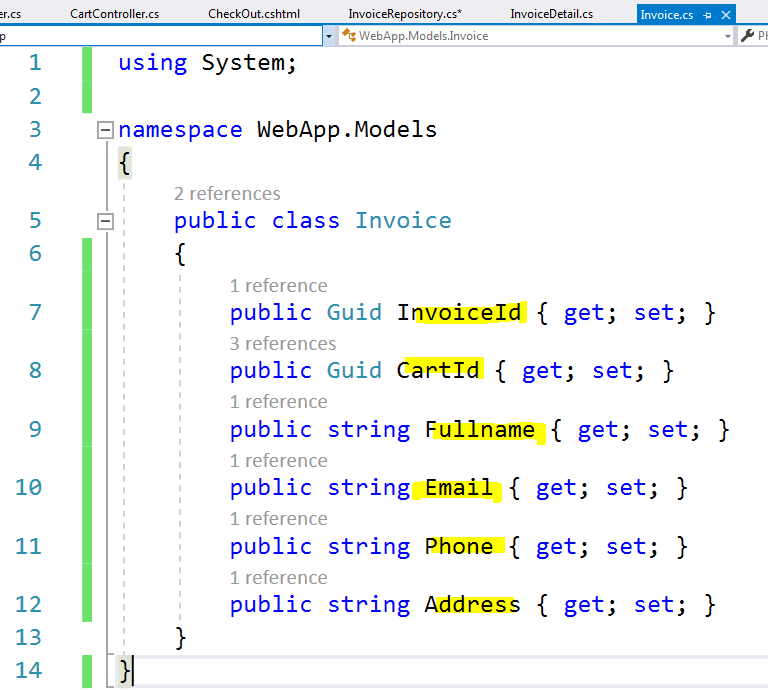 er.cs CartController.cs CheckOut.cshtml InvoiceRepository.cs* InvoiceDetail.cs Invoice.cs
p WebApp.Models.Invoice Ph
1 using System;
2
3 namespace WebApp.Models
4 {
2 references
5 public class Invoice
6 {
1 reference
7 public Guid InvoiceId { get; set; }
3 references
8 public Guid CartId { get; set; }
1 reference
9 public string Fullname { get; set; }
1 reference
10 public string Email { get; set; }
1 reference
11 public string Phone { get; set; }
1 reference
12 public string Address { get; set; }
13 }
14 }